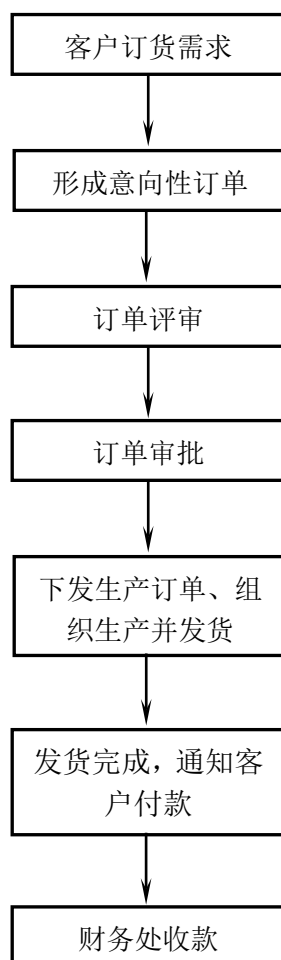 客户订货需求
形成意向性订单
订单评审
订单审批
下发生产订单、组
织生产并发货
发货完成，通知客
户付款
财务处收款